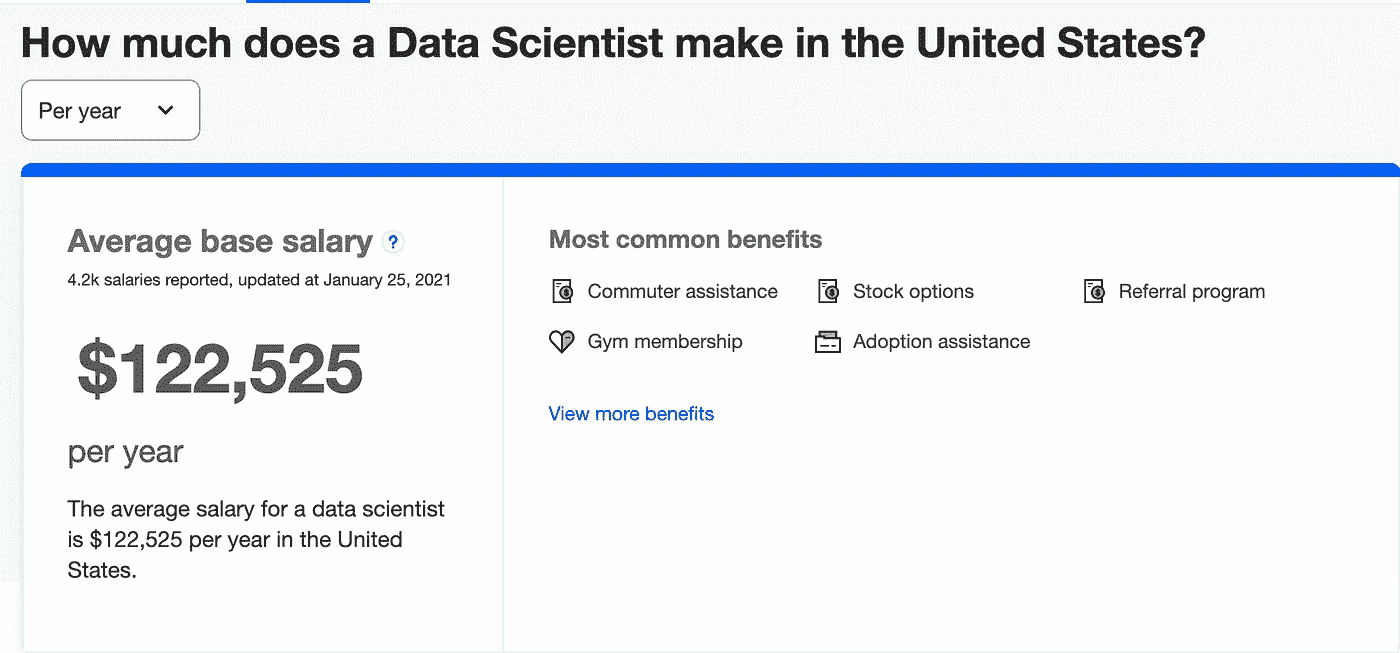 How much does a Data Scientist make in the United States?
Per year
Average base salary ?
4.2k salaries reported, updated at January 25, 2021
$122,525
per year
The average salary for a data scientist
is $122,525 per year in the United
States.
Most common benefits
Commuter assistance
Stock options
Referral program
Gym membership
Adoption assistance
View more benefits